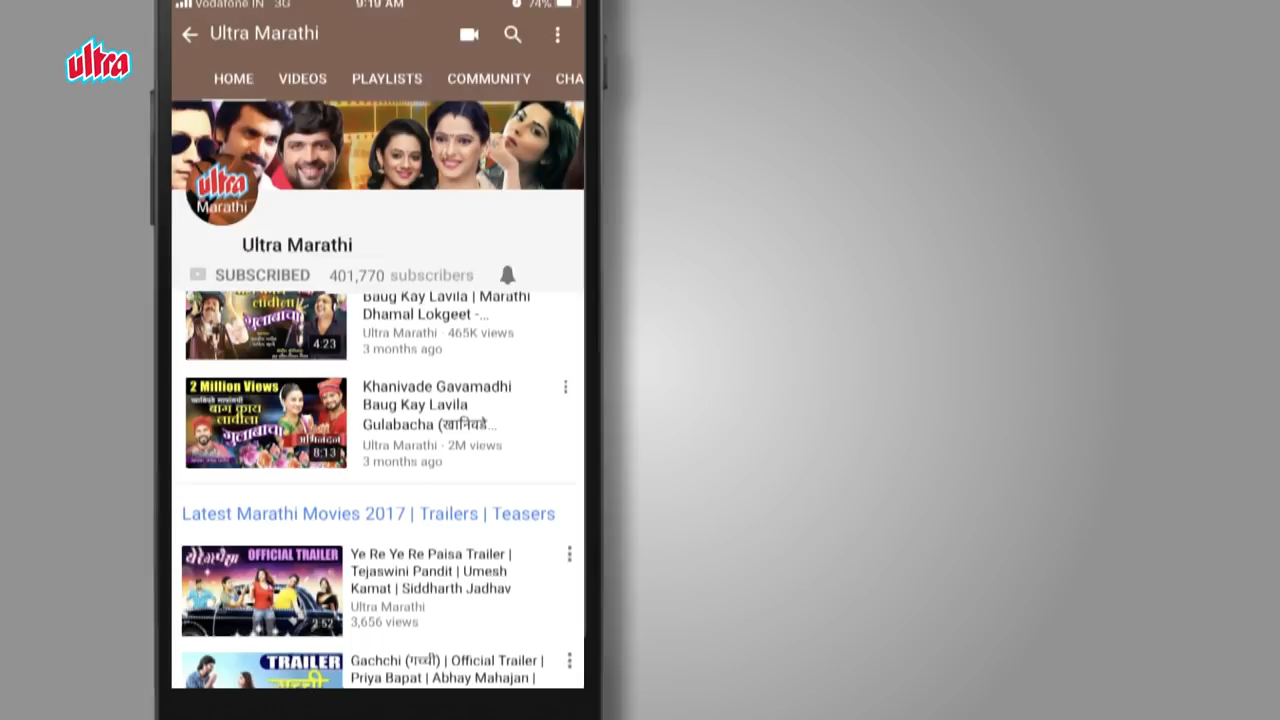 Vodafone IN 3G 9:19 AM 74%
ultra
Ultra Marathi
HOME VIDEOS PLAYLISTS COMMUNITY CHA
ultra
Marathi
Ultra Marathi
SUBSCRIBED 401,770 subscribers
लावीला
गुलाबाचा
4:23
Baug Kay Lavila | Marathi
Dhamal Lokgeet -...
Ultra Marathi · 465K views
3 months ago
2 Million Views
बाग काय
लावीला
गुलाबाचा
अभिनंदन
8:13
Khanivade Gavamadhi
Baug Kay Lavila
Gulabacha (खानिवडे...
Ultra Marathi · 2M views
3 months ago
Latest Marathi Movies 2017 | Trailers | Teasers
OFFICIAL TRAILER
2:52
Ye Re Ye Re Paisa Trailer |
Tejaswini Pandit | Umesh
Kamat | Siddharth Jadhav
Ultra Marathi
3,656 views
TRAILER
गच्ची
Gachchi (गच्ची) | Official Trailer |
Priya Bapat | Abhay Mahajan |